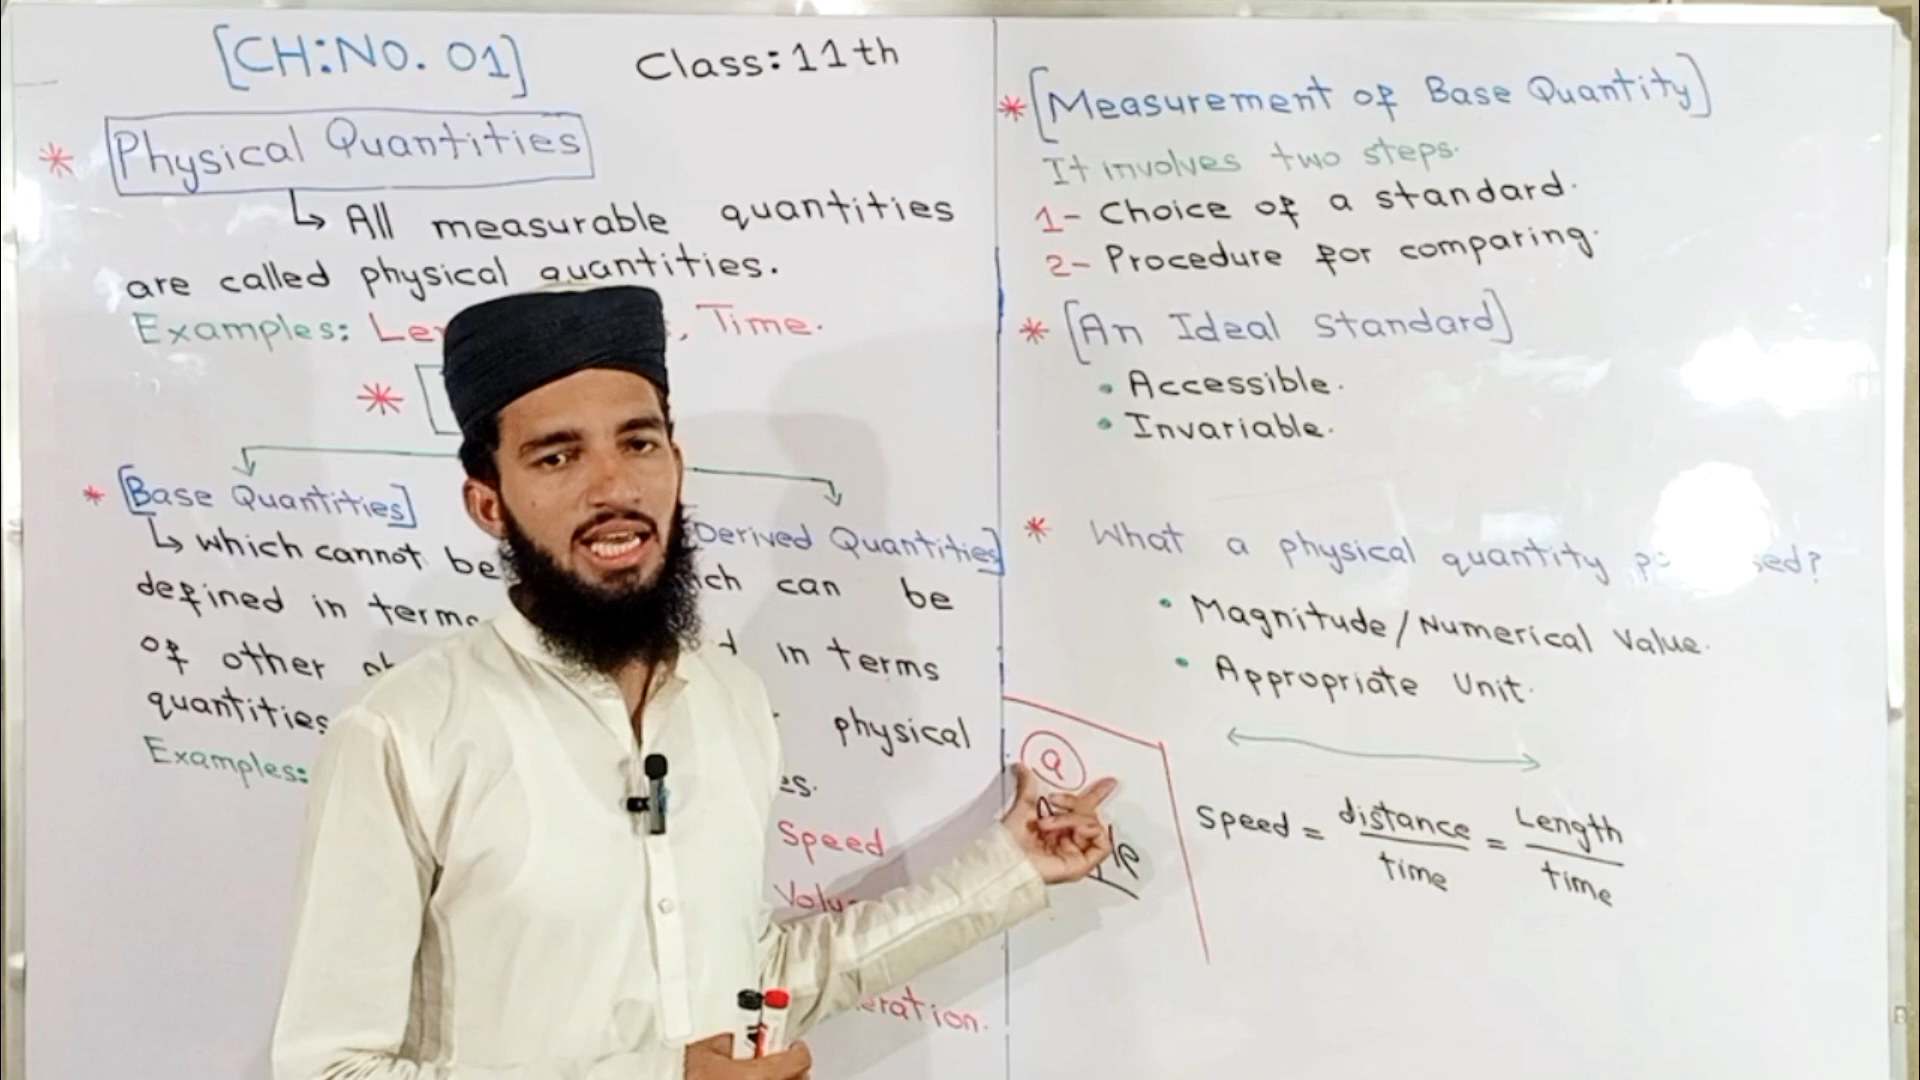 [CH:NO. 01]
Class: 11th
* Physical Quantities
↳ All measurable quantities
are called physical quantities.
Examples: , Time.
*
* [Base Quantities]
↳ which cannot be
defined in terms
of other
quantities
Examples:
Derived Quantities]
can be
in terms
physical
Speed
* [Measurement of Base Quantity]
It involves two steps.
1- Choice of a standard.
2- Procedure for comparing.
* [An Ideal Standard]
• Accessible.
• Invariable.
* What a physical quantity
• Magnitude/Numerical Value.
• Appropriate Unit.
Speed = distance/time = Length/time